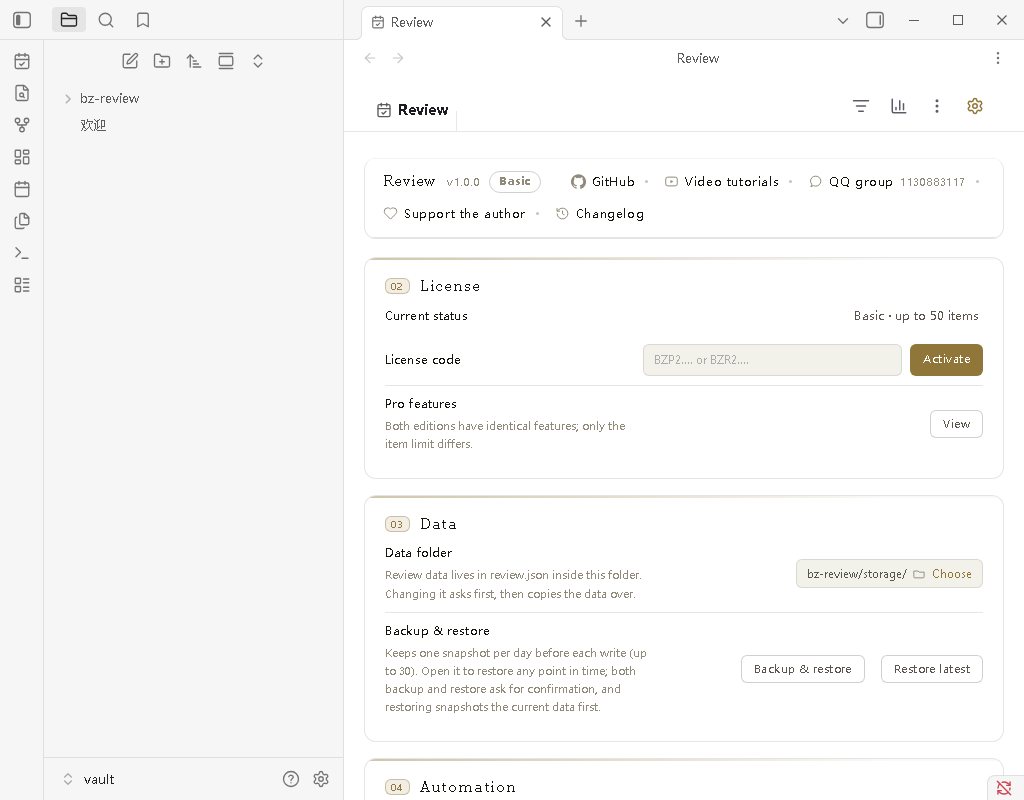 Review
Review
bz-review
欢迎
Review
Review v1.0.0 Basic GitHub • Video tutorials • QQ group 1130883117 •
Support the author • Changelog
02 License
Current status Basic • up to 50 items
License code BZP2.... or BZR2.... Activate
Pro features
Both editions have identical features; only the
item limit differs.
View
03 Data
Data folder
Review data lives in review.json inside this folder.
Changing it asks first, then copies the data over.
bz-review/storage/ Choose
Backup & restore
Keeps one snapshot per day before each write (up
to 30). Open it to restore any point in time; both
backup and restore ask for confirmation, and
restoring snapshots the current data first.
Backup & restore Restore latest
04 Automation
vault